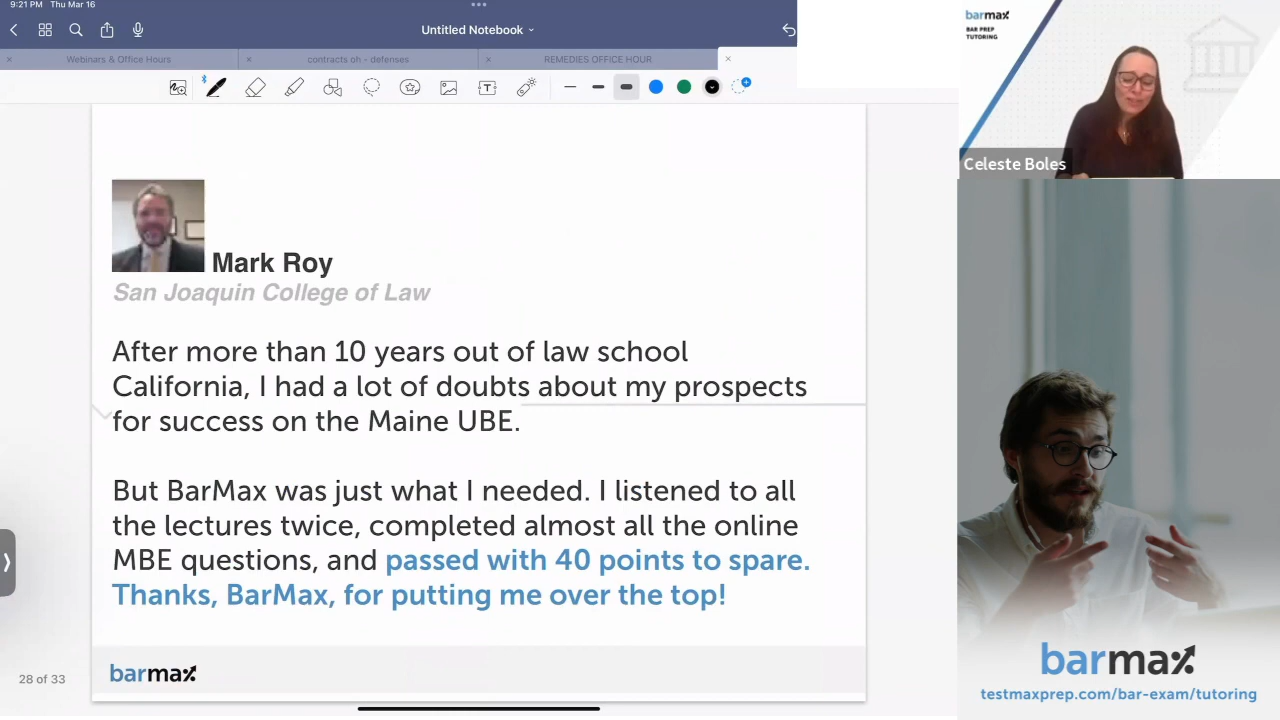 9:21 PM Thu Mar 16
Untitled Notebook
Webinars & Office Hours
contracts oh - defenses
REMEDIES OFFICE HOUR
barmax
BAR PREP
TUTORING
Celeste Boles
Mark Roy
San Joaquin College of Law
After more than 10 years out of law school
California, I had a lot of doubts about my prospects
for success on the Maine UBE.
But BarMax was just what I needed. I listened to all
the lectures twice, completed almost all the online
MBE questions, and passed with 40 points to spare.
Thanks, BarMax, for putting me over the top!
28 of 33
barmax
barmax
testmaxprep.com/bar-exam/tutoring